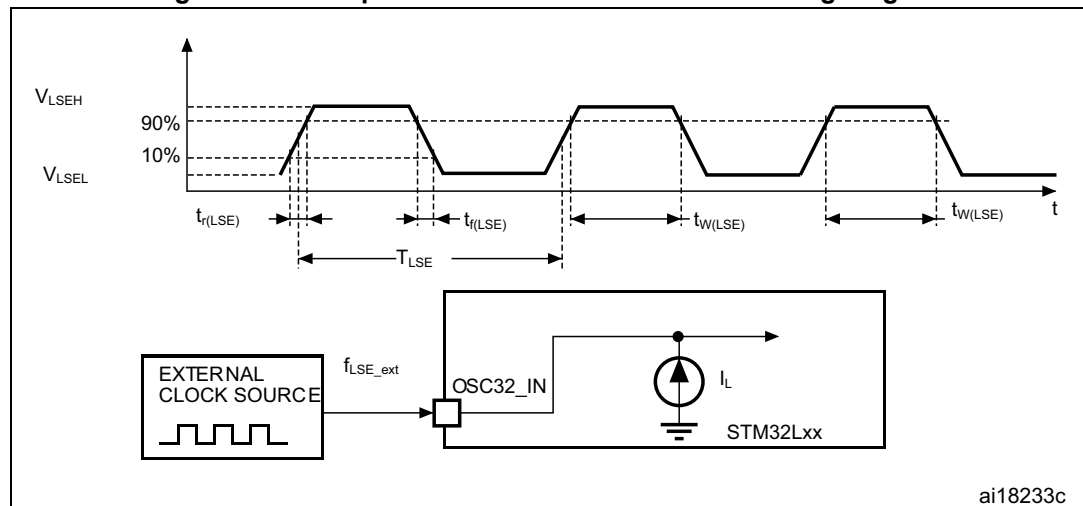 V_LSEH
90%
10%
V_LSEL
t_r(LSE)
t_f(LSE)
t_W(LSE)
t_W(LSE)
t
T_LSE
EXTERNAL
CLOCK SOURCE
f_LSE_ext
OSC32_IN
I_L
STM32Lxx
ai18233c